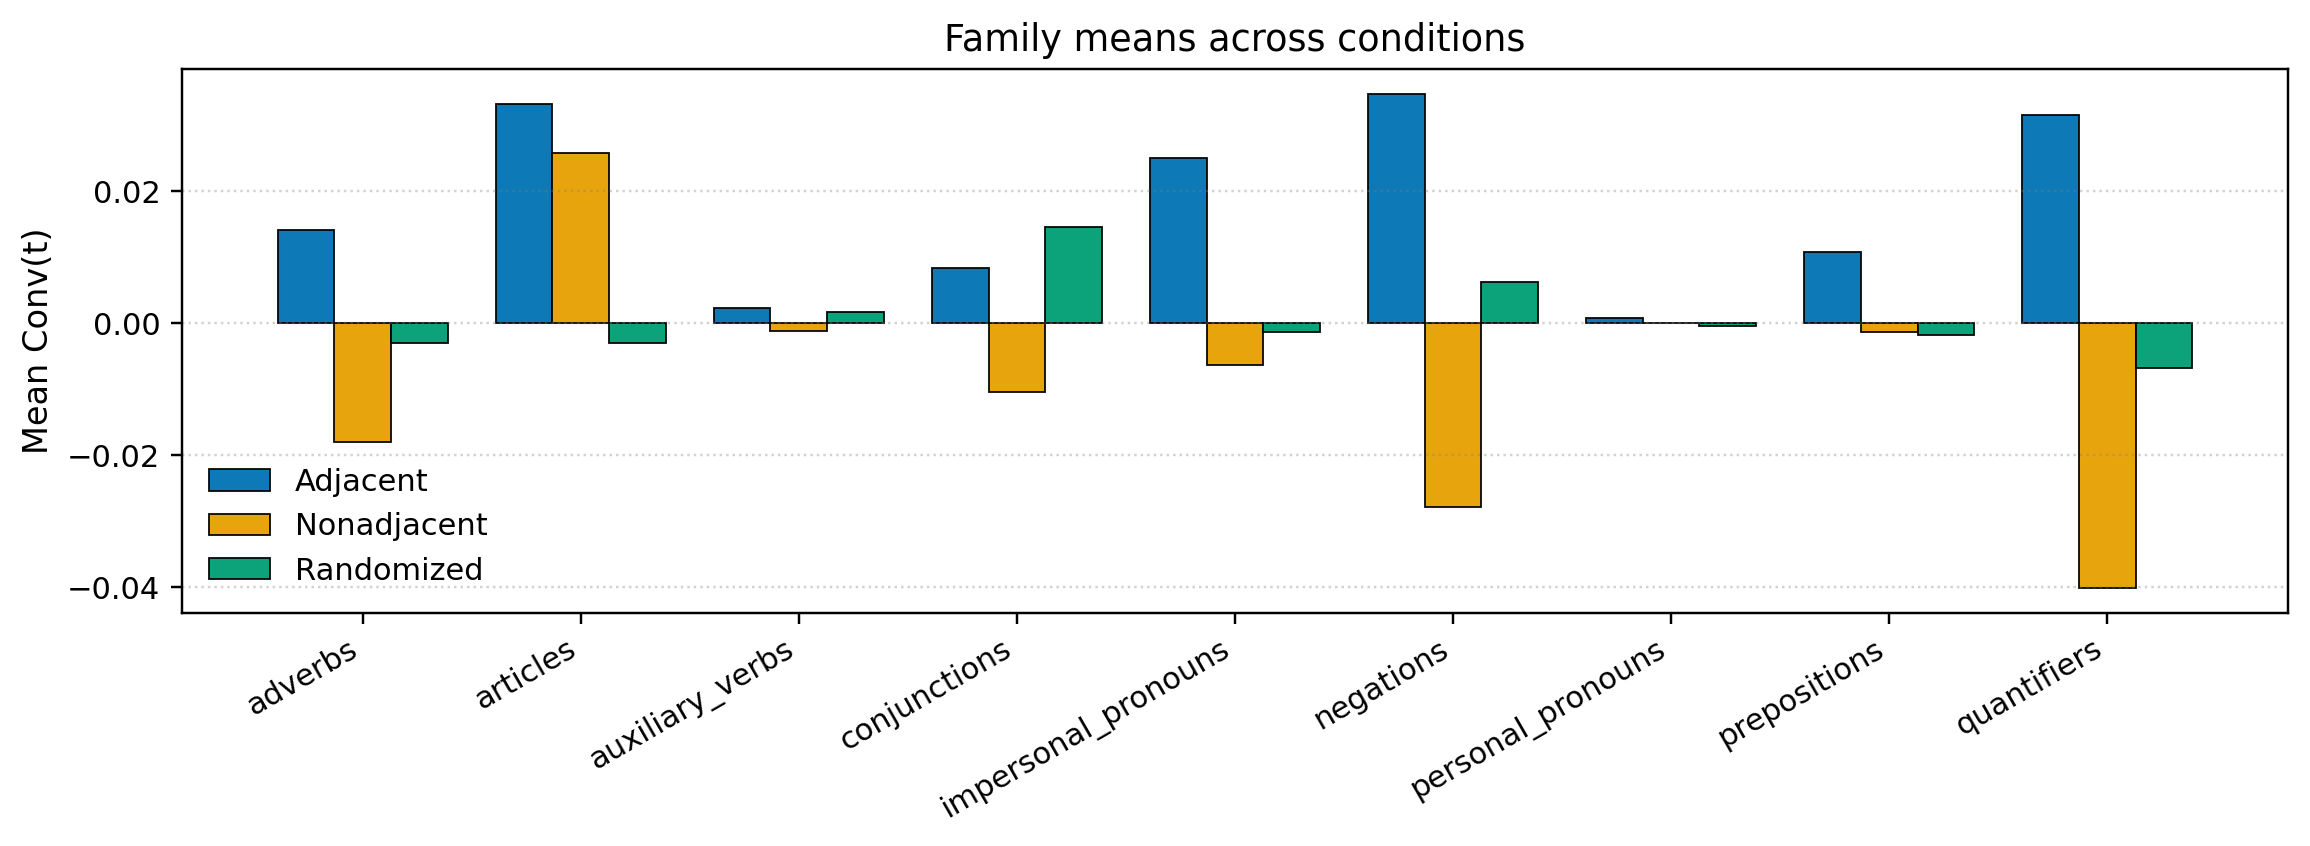 Family means across conditions
Mean Conv(t)
0.02
0.00
−0.02
−0.04
Adjacent
Nonadjacent
Randomized
adverbs
articles
auxiliary_verbs
conjunctions
impersonal_pronouns
negations
personal_pronouns
prepositions
quantifiers